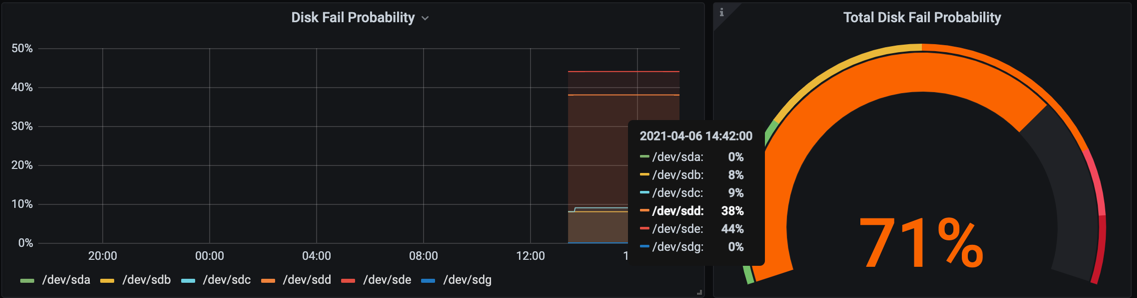 Disk Fail Probability
50%
40%
30%
20%
10%
0%
20:00
00:00
04:00
08:00
12:00
1
/dev/sda
/dev/sdb
/dev/sdc
/dev/sdd
/dev/sde
/dev/sdg
2021-04-06 14:42:00
/dev/sda: 0%
/dev/sdb: 8%
/dev/sdc: 9%
/dev/sdd: 38%
/dev/sde: 44%
/dev/sdg: 0%
i
Total Disk Fail Probability
71%